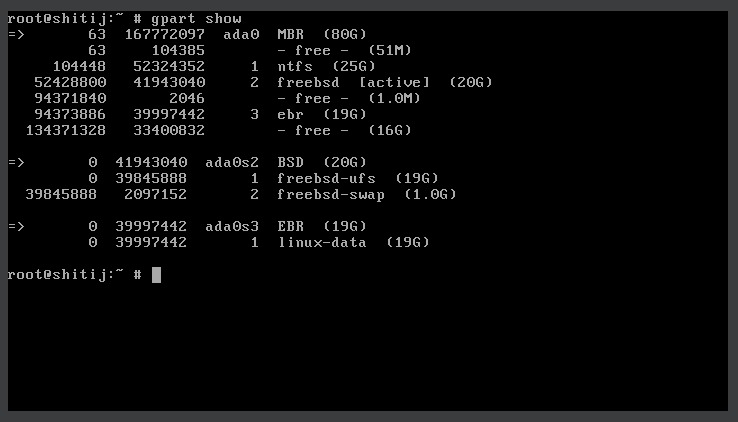 root@shitij:~ # gpart show
=>       63  167772097  ada0  MBR  (80G)
         63     104385        - free -  (51M)
     104448   52324352     1  ntfs  (25G)
   52428800   41943040     2  freebsd  [active]  (20G)
   94371840       2046        - free -  (1.0M)
   94373886   39997442     3  ebr  (19G)
  134371328   33400832        - free -  (16G)

=>       0  41943040  ada0s2  BSD  (20G)
         0  39845888       1  freebsd-ufs  (19G)
  39845888   2097152       2  freebsd-swap  (1.0G)

=>       0  39997442  ada0s3  EBR  (19G)
         0  39997442       1  linux-data  (19G)

root@shitij:~ #